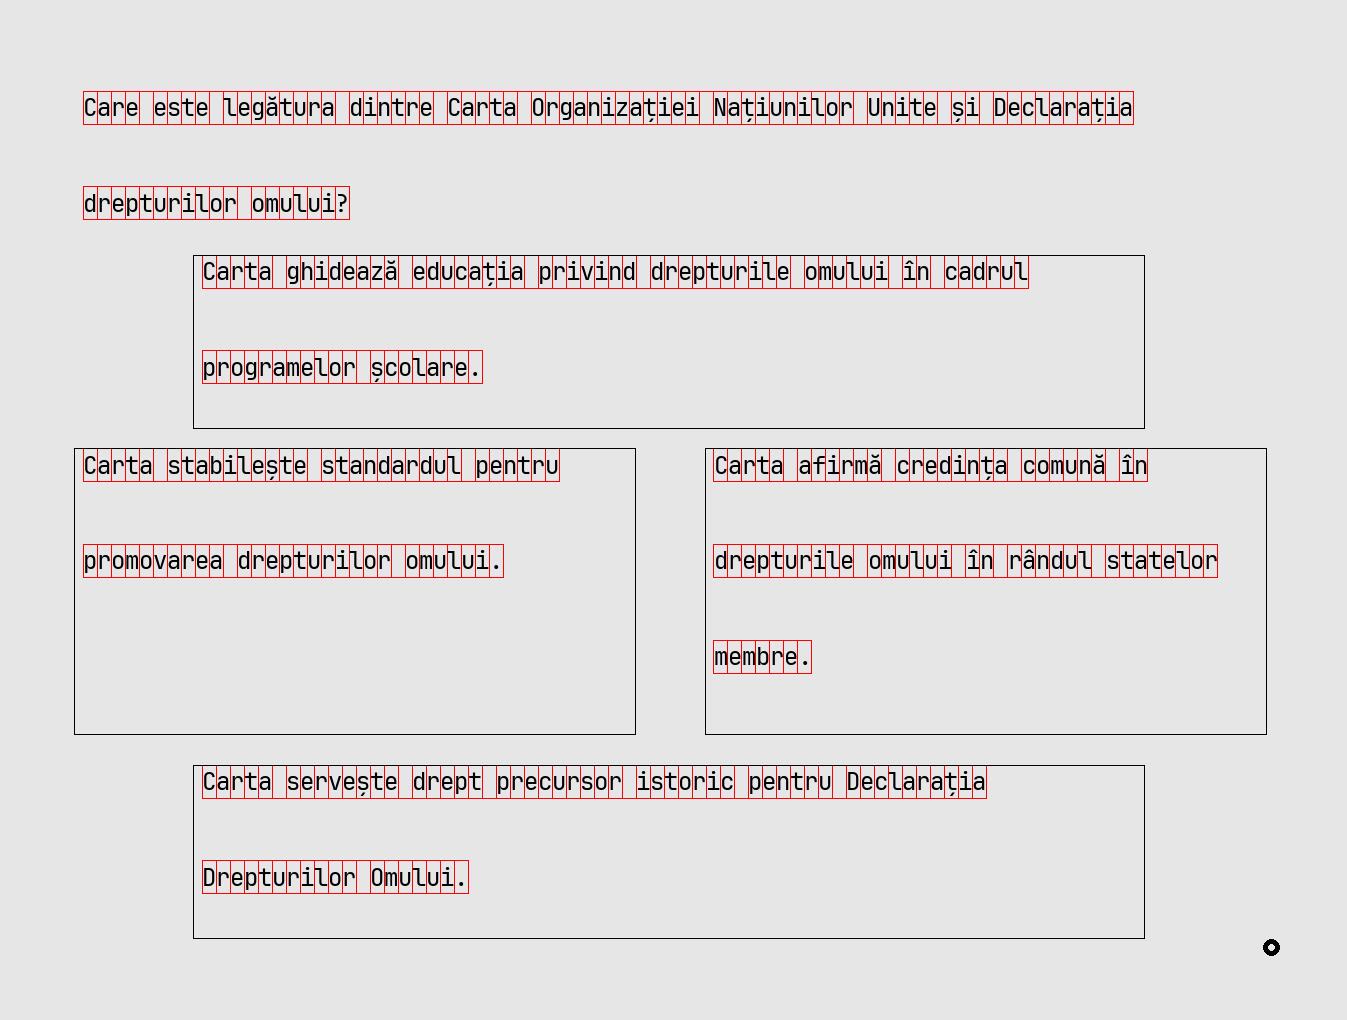 Care este legătura dintre Carta Organizației Națiunilor Unite și Declarația
drepturilor omului?
Carta ghidează educația privind drepturile omului în cadrul
programelor școlare.
Carta stabilește standardul pentru
promovarea drepturilor omului.
Carta afirmă credința comună în
drepturile omului în rândul statelor
membre.
Carta servește drept precursor istoric pentru Declarația
Drepturilor Omului.